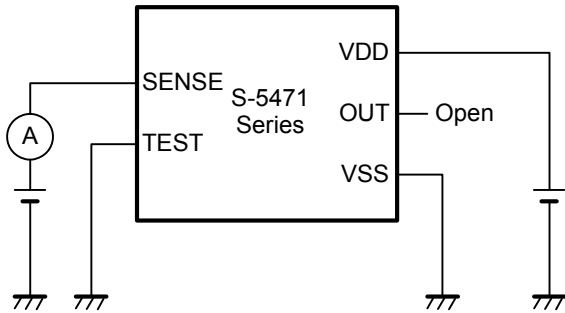 VDD
SENSE
S-5471
Series
OUT
Open
A
TEST
VSS